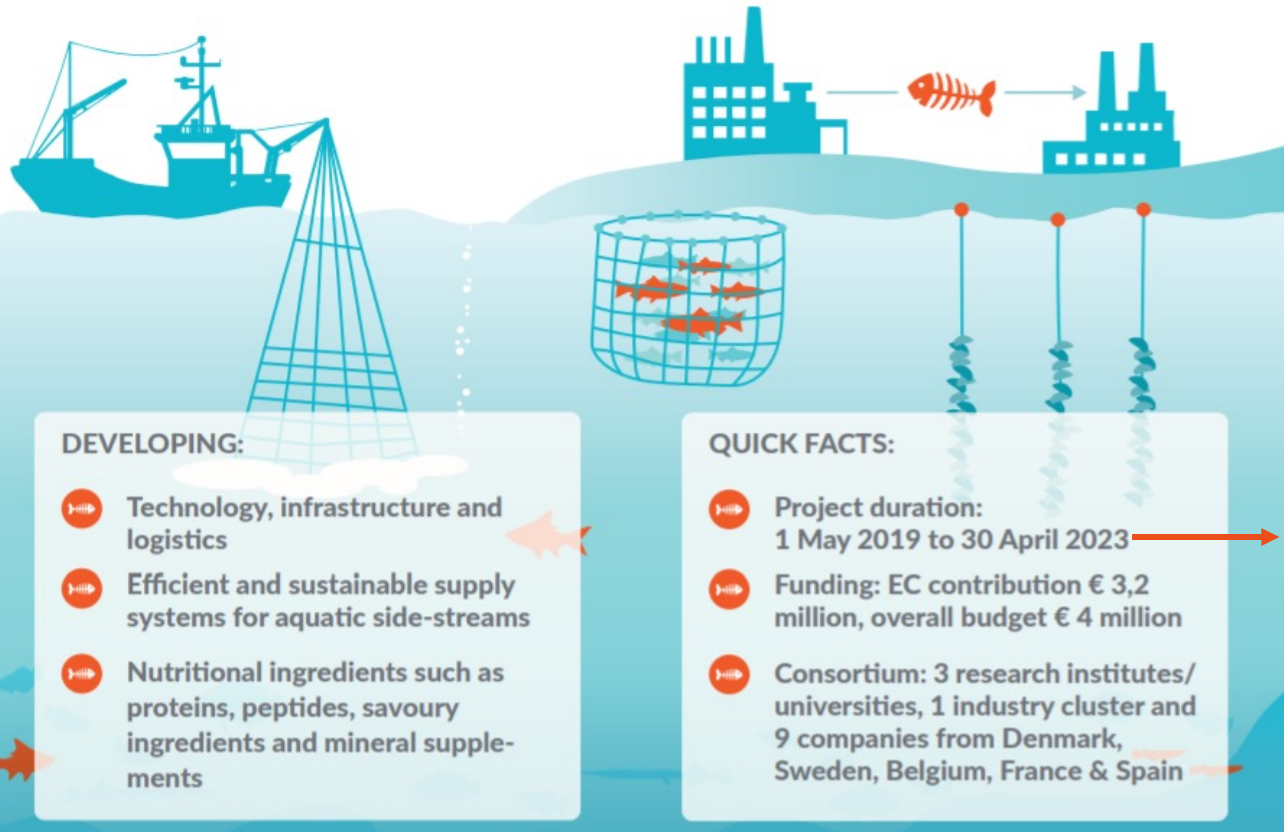 DEVELOPING:
Technology, infrastructure and
logistics
Efficient and sustainable supply
systems for aquatic side-streams
Nutritional ingredients such as
proteins, peptides, savoury
ingredients and mineral supple-
ments
QUICK FACTS:
Project duration:
1 May 2019 to 30 April 2023
Funding: EC contribution € 3,2
million, overall budget € 4 million
Consortium: 3 research institutes/
universities, 1 industry cluster and
9 companies from Denmark,
Sweden, Belgium, France & Spain